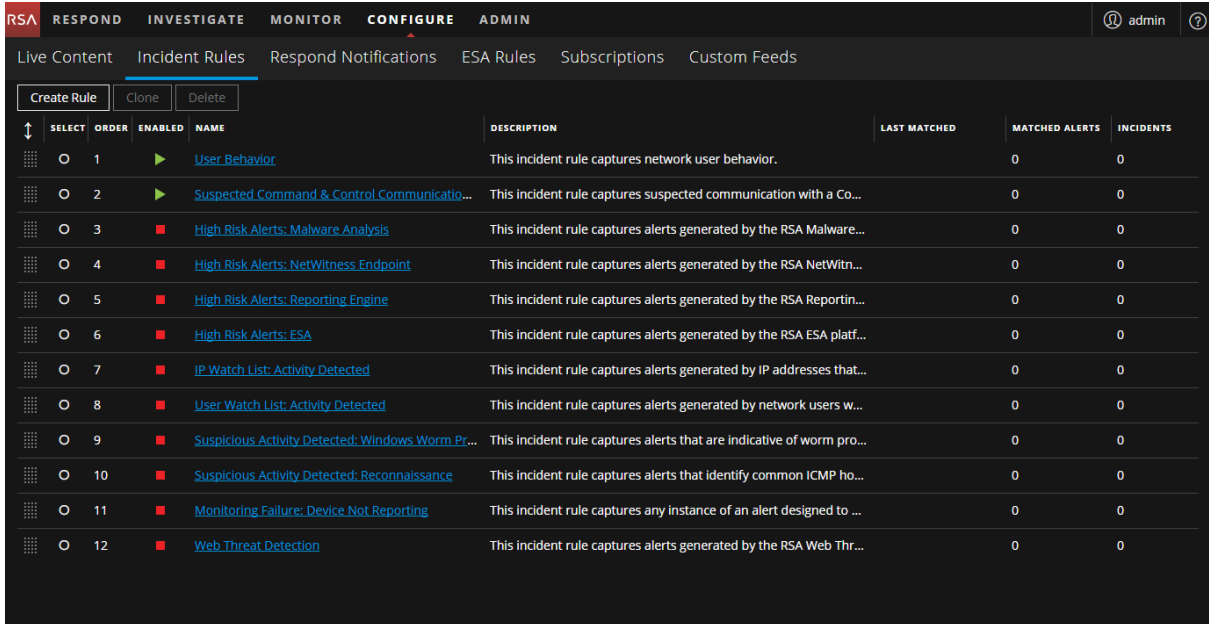 RSA RESPOND INVESTIGATE MONITOR CONFIGURE ADMIN admin ?
Live Content Incident Rules Respond Notifications ESA Rules Subscriptions Custom Feeds
Create Rule Clone Delete
SELECT ORDER ENABLED NAME DESCRIPTION LAST MATCHED MATCHED ALERTS INCIDENTS
1 User Behavior This incident rule captures network user behavior. 0 0
2 Suspected Command & Control Communicatio... This incident rule captures suspected communication with a Co... 0 0
3 High Risk Alerts: Malware Analysis This incident rule captures alerts generated by the RSA Malware... 0 0
4 High Risk Alerts: NetWitness Endpoint This incident rule captures alerts generated by the RSA NetWitn... 0 0
5 High Risk Alerts: Reporting Engine This incident rule captures alerts generated by the RSA Reportin... 0 0
6 High Risk Alerts: ESA This incident rule captures alerts generated by the RSA ESA platf... 0 0
7 IP Watch List: Activity Detected This incident rule captures alerts generated by IP addresses that... 0 0
8 User Watch List: Activity Detected This incident rule captures alerts generated by network users w... 0 0
9 Suspicious Activity Detected: Windows Worm Pr... This incident rule captures alerts that are indicative of worm pro... 0 0
10 Suspicious Activity Detected: Reconnaissance This incident rule captures alerts that identify common ICMP ho... 0 0
11 Monitoring Failure: Device Not Reporting This incident rule captures any instance of an alert designed to ... 0 0
12 Web Threat Detection This incident rule captures alerts generated by the RSA Web Thr... 0 0